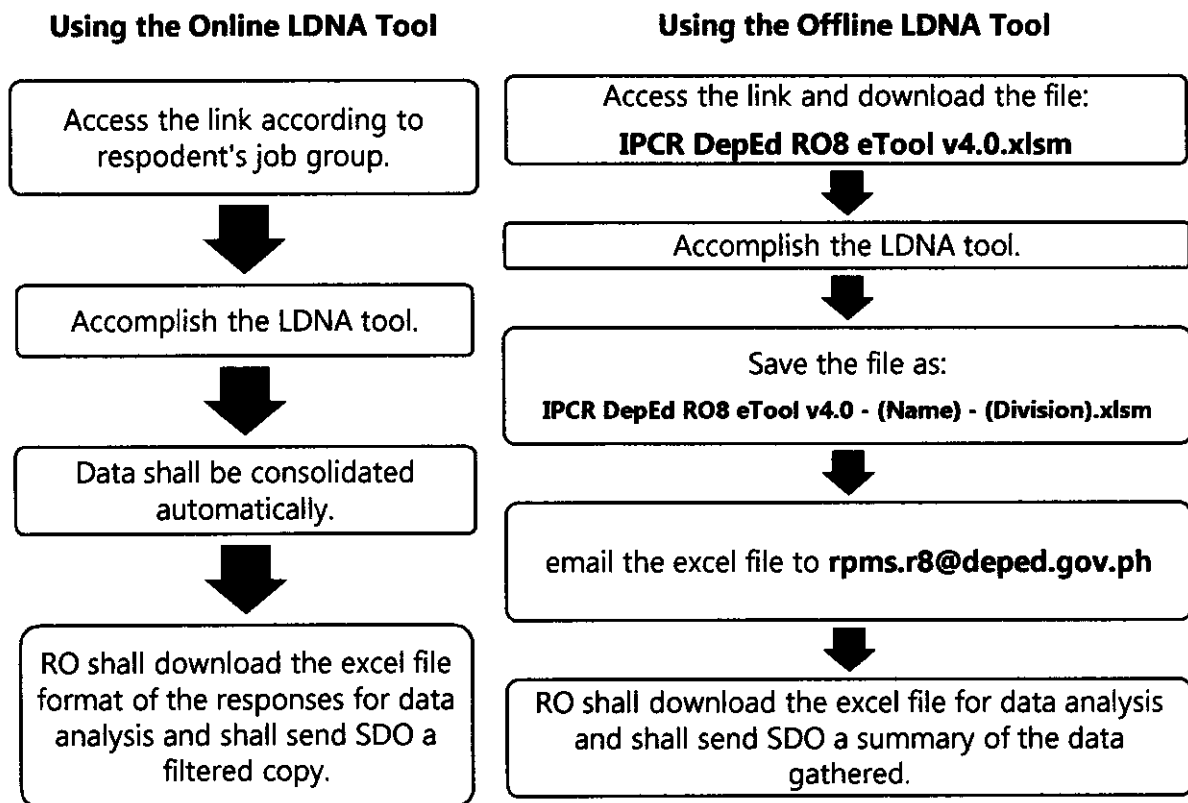 Using the Online LDNA Tool
Access the link according to
respodent's job group.
Accomplish the LDNA tool.
Data shall be consolidated
automatically.
RO shall download the excel file
format of the responses for data
analysis and shall send SDO a
filtered copy.
Using the Offline LDNA Tool
Access the link and download the file:
IPCR DepEd RO8 eTool v4.0.xlsm
Accomplish the LDNA tool.
Save the file as:
IPCR DepEd RO8 eTool v4.0 - (Name) - (Division).xlsm
email the excel file to rpms.r8@deped.gov.ph
RO shall download the excel file for data analysis
and shall send SDO a summary of the data
gathered.